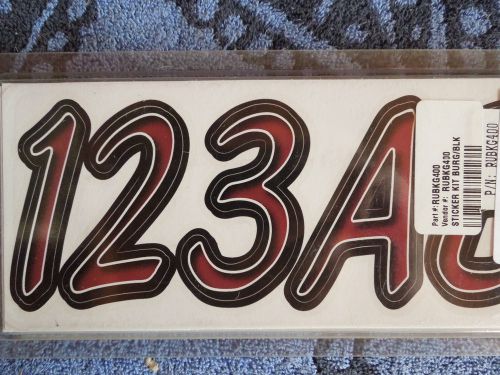 123A
Part #:RUBKG400
Vendor #: RUBKG400
STICKER KIT BURG/BLK
P/N: RUBKG400